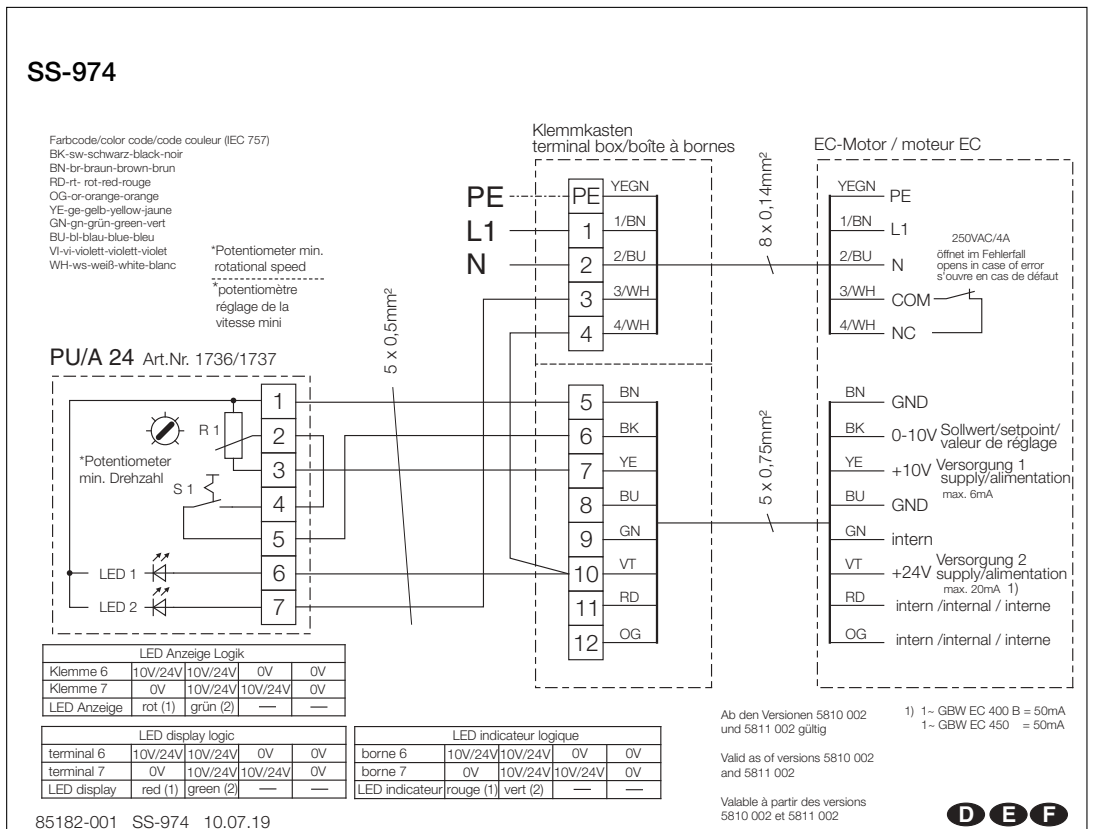 SS-974
Farbcode/color code/code couleur (IEC 757)
BK-sw-schwarz-black-noir
BN-br-braun-brown-brun
RD-rt- rot-red-rouge
OG-or-orange-orange
YE-ge-gelb-yellow-jaune
GN-gn-grün-green-vert
BU-bl-blau-blue-bleu
VI-vi-violett-violett-violet
WH-ws-weiß-white-blanc
*Potentiometer min.
rotational speed
*potentiomètre
réglage de la
vitesse mini
PU/A 24 Art.Nr. 1736/1737
1
2
3
4
5
6
7
R 1
*Potentiometer
min. Drehzahl
S 1
LED 1
LED 2
5 x 0,5mm²
Klemmkasten
terminal box/boîte à bornes
PE PE YEGN
L1 1 1/BN
N 2 2/BU
3 3/WH
4 4/WH
5 BN
6 BK
7 YE
8 BU
9 GN
10 VT
11 RD
12 OG
8 x 0,14mm²
5 x 0,75mm²
EC-Motor / moteur EC
YEGN PE
1/BN L1
2/BU N
3/WH COM
4/WH NC
250VAC/4A
öffnet im Fehlerfall
opens in case of error
s'ouvre en cas de défaut
BN GND
BK 0-10V Sollwert/setpoint/
valeur de réglage
YE +10V Versorgung 1
supply/alimentation
max. 6mA
BU GND
GN intern
VT +24V Versorgung 2
supply/alimentation
max. 20mA 1)
RD intern /internal / interne
OG intern /internal / interne
LED Anzeige Logik
Klemme 6 10V/24V 10V/24V 0V 0V
Klemme 7 0V 10V/24V 10V/24V 0V
LED Anzeige rot (1) grün (2) — —
LED display logic
terminal 6 10V/24V 10V/24V 0V 0V
terminal 7 0V 10V/24V 10V/24V 0V
LED display red (1) green (2) — —
LED indicateur logique
borne 6 10V/24V 10V/24V 0V 0V
borne 7 0V 10V/24V 10V/24V 0V
LED indicateur rouge (1) vert (2) — —
Ab den Versionen 5810 002
und 5811 002 gültig
Valid as of versions 5810 002
and 5811 002
Valable à partir des versions
5810 002 et 5811 002
1) 1~ GBW EC 400 B = 50mA
1~ GBW EC 450 = 50mA
D E F
85182-001 SS-974 10.07.19